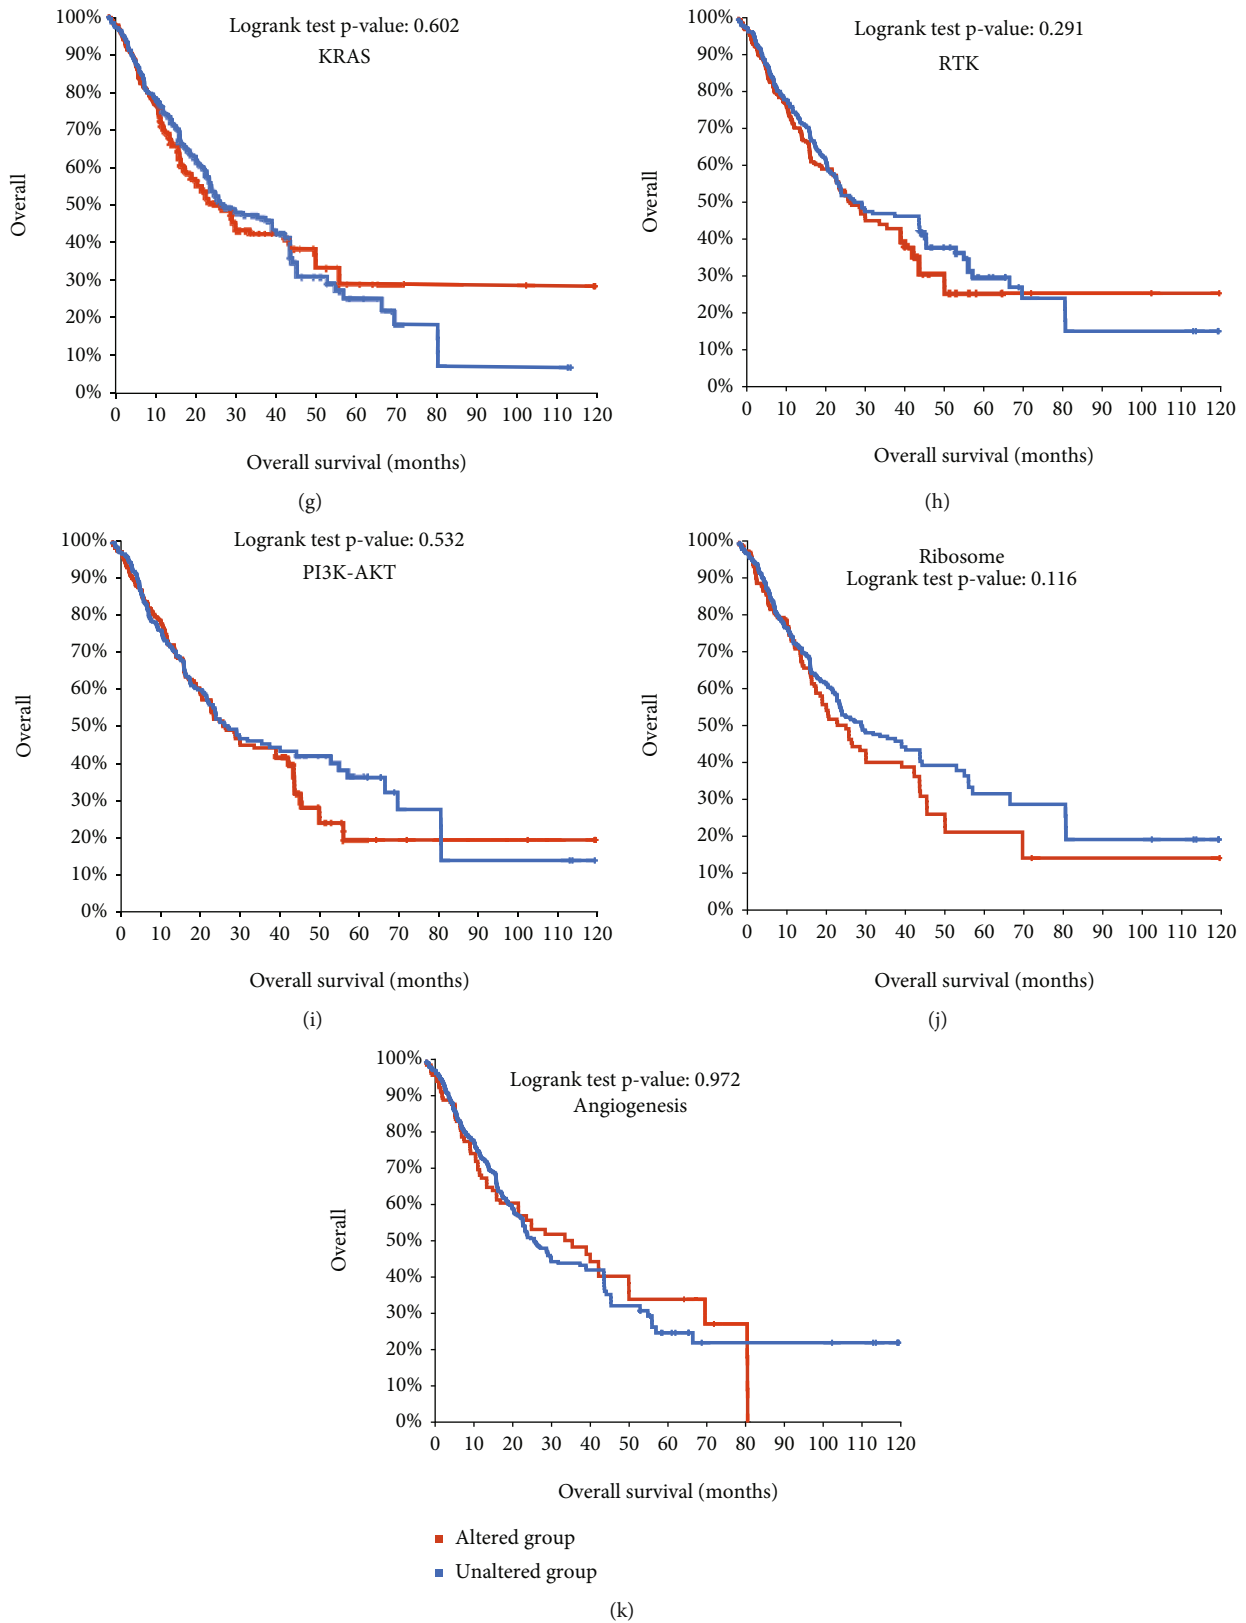 Logrank test p-value: 0.602
KRAS
100%
90%
80%
70%
60%
50%
40%
30%
20%
10%
0%
Overall
0 10 20 30 40 50 60 70 80 90 100 110 120
Overall survival (months)
(g)
Logrank test p-value: 0.291
RTK
100%
90%
80%
70%
60%
50%
40%
30%
20%
10%
0%
Overall
0 10 20 30 40 50 60 70 80 90 100 110 120
Overall survival (months)
(h)
Logrank test p-value: 0.532
PI3K-AKT
100%
90%
80%
70%
60%
50%
40%
30%
20%
10%
0%
Overall
0 10 20 30 40 50 60 70 80 90 100 110 120
Overall survival (months)
(i)
Ribosome
Logrank test p-value: 0.116
100%
90%
80%
70%
60%
50%
40%
30%
20%
10%
0%
Overall
0 10 20 30 40 50 60 70 80 90 100 110 120
Overall survival (months)
(j)
Logrank test p-value: 0.972
Angiogenesis
100%
90%
80%
70%
60%
50%
40%
30%
20%
10%
0%
Overall
0 10 20 30 40 50 60 70 80 90 100 110 120
Overall survival (months)
Altered group
Unaltered group
(k)